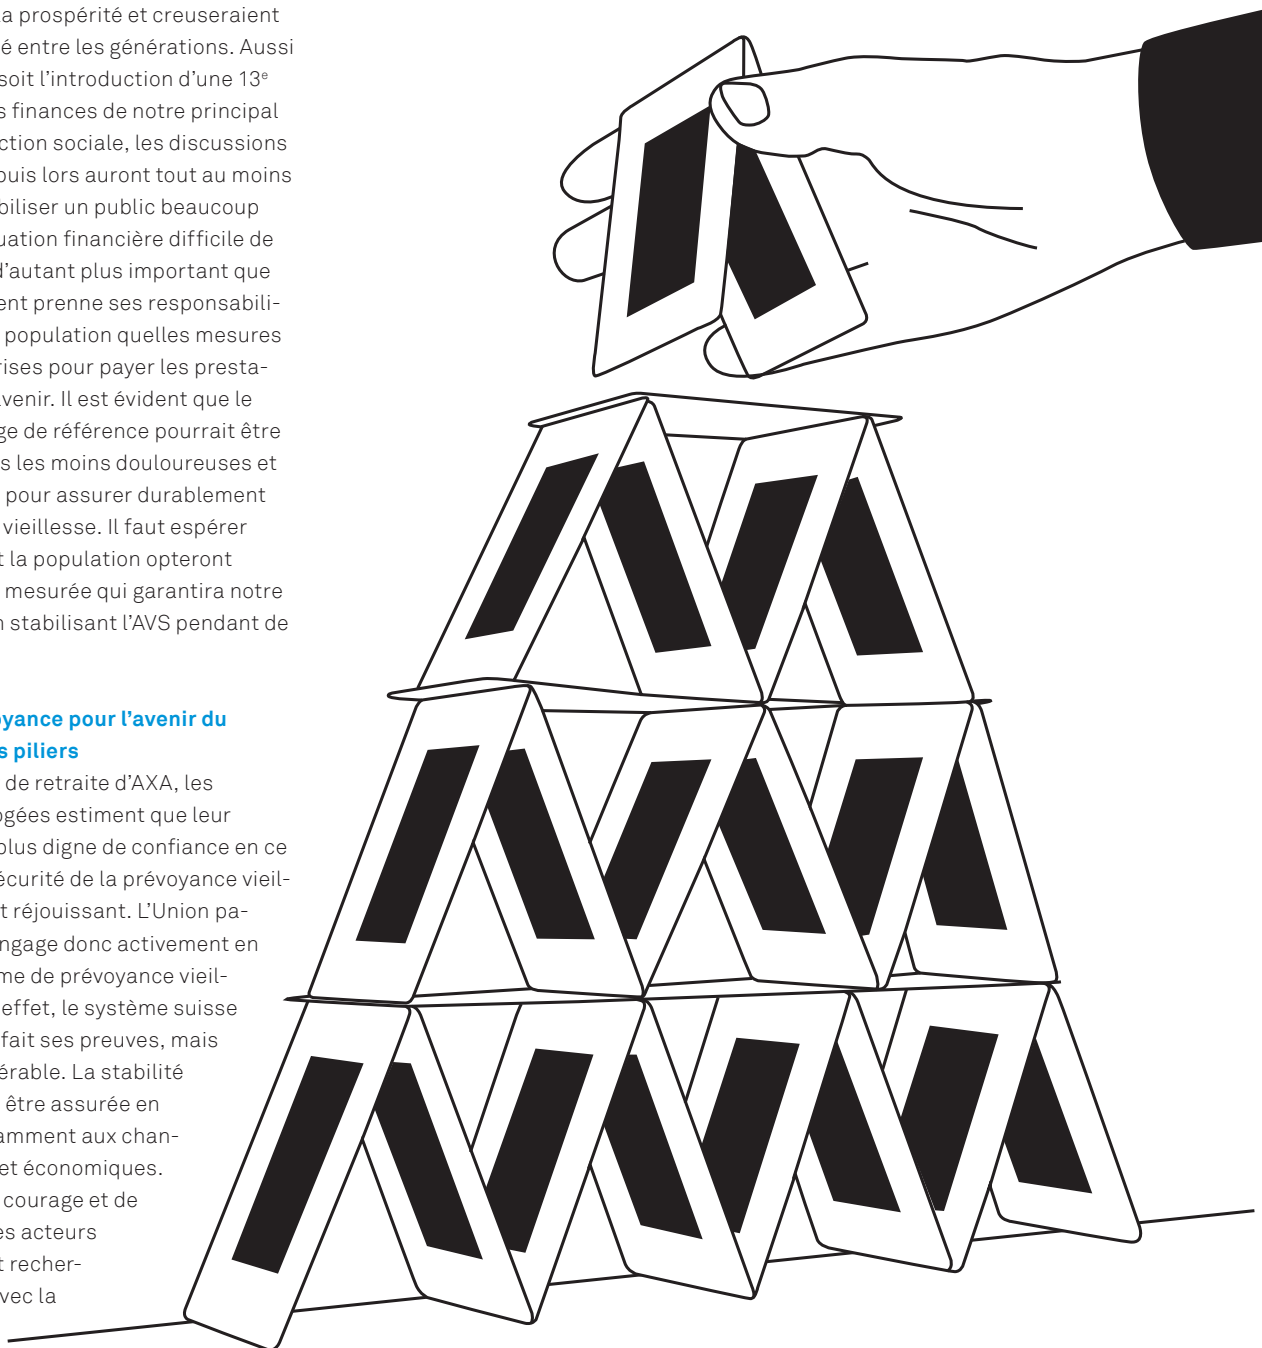 a prospérité et creuseraient
é entre les générations. Aussi
soit l’introduction d’une 13e
s finances de notre principal
ction sociale, les discussions
puis lors auront tout au moins
biliser un public beaucoup
uation financière difficile de
d’autant plus important que
ent prenne ses responsabili-
population quelles mesures
rises pour payer les presta-
avenir. Il est évident que le
ge de référence pourrait être
s les moins douloureuses et
pour assurer durablement
vieillesse. Il faut espérer
t la population opteront
mesurée qui garantira notre
n stabilisant l’AVS pendant de
oyance pour l’avenir du
s piliers
de retraite d’AXA, les
ogées estiment que leur
plus digne de confiance en ce
écurité de la prévoyance vieil-
t réjouissant. L’Union pa-
ngage donc activement en
me de prévoyance vieil-
effet, le système suisse
fait ses preuves, mais
érable. La stabilité
être assurée en
amment aux chan-
et économiques.
courage et de
es acteurs
t recher-
vec la